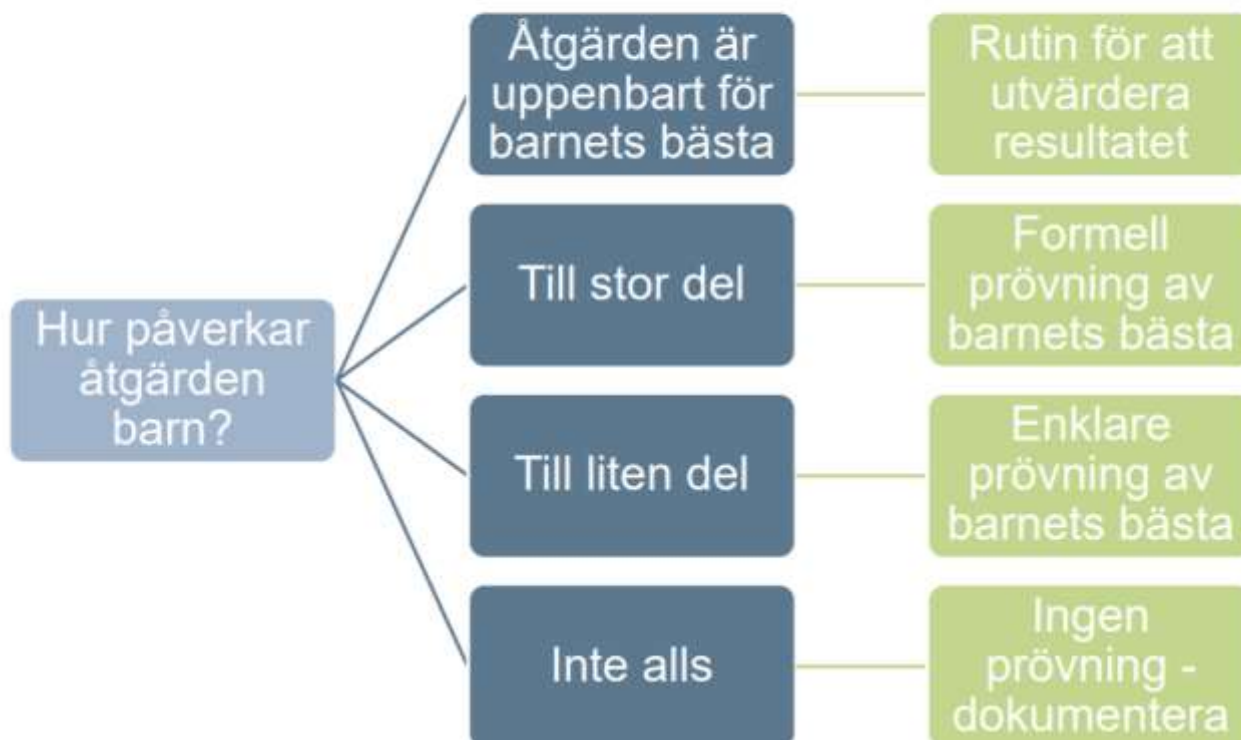 Hur påverkar
åtgärden
barn?
Åtgärden är
uppenbart för
barnets bästa
Rutin för att
utvärdera
resultatet
Till stor del
Formell
prövning av
barnets bästa
Till liten del
Enklare
prövning av
barnets bästa
Inte alls
Ingen
prövning -
dokumentera